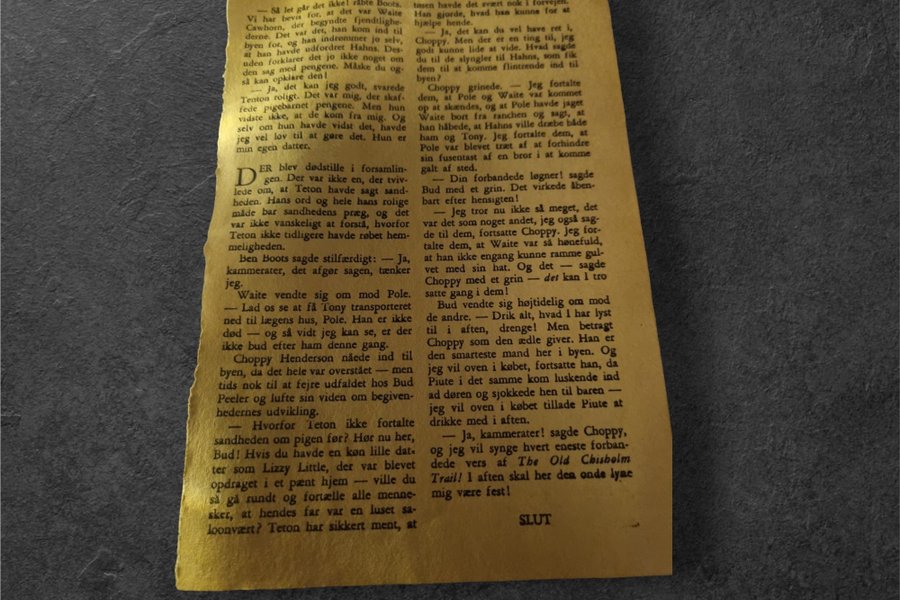 — Så let går det ikke! råbte Boots.
Vi har bevis for, at det var Waite
Cawhorn, der begyndte fjendtlighe-
derne. Det var der, han kom ind til
byen for, og han indrømmer jo selv,
at han havde udfordret Hahns. Des-
uden forklarer det jo ikke noget om
den sag med pengene. Måske du og-
så kan opklare den!
— Ja, det kan jeg godt, svarede
Tenton roligt. Det var mig, der skaf-
fede pigebarnet pengene. Men hun
vidste ikke, at de kom fra mig. Og
selv om hun havde vidst det, havde
jeg vel lov til at gøre det. Hun er
min egen datter.
DER blev dødstille i forsamlin-
gen. Der var ikke en, der tviv-
lede om, at Teton havde sagt sand-
heden. Hans ord og hele hans rolige
måde bar sandhedens præg, og det
var ikke vanskeligt at forstå, hvorfor
Teton ikke tidligere havde røbet hem-
meligheden.
Ben Boots sagde stilfærdigt: — Ja,
kammerater, det afgør sagen, tænker
jeg.
Waite vendte sig om mod Pole.
— Lad os se at få Tony transporteret
ned til lægens hus, Pole. Han er ikke
død — og så vidt jeg kan se, er der
ikke bud efter ham denne gang.
Choppy Henderson nåede ind til
byen, da det hele var overstået — men
tids nok til at fejre udfaldet hos Bud
Peeler og lufte sin viden om begiven-
hedernes udvikling.
— Hvorfor Teton ikke fortalte
sandheden om pigen før? Hør nu her,
Bud! Hvis du havde en køn lille dat-
ter som Lizzy Little, der var blevet
opdraget i et pænt hjem — ville du
så gå rundt og fortælle alle menne-
sker, at hendes far var en luset sa-
loonvært? Teton har sikkert ment, at
tøsen havde det svært nok i forvejen.
Han gjorde, hvad han kunne for at
hjælpe hende.
— Ja, det kan du vel have ret i,
Choppy. Men der er en ting til, jeg
godt kunne lide at vide. Hvad sagde
du til de slyngler til Hahns, som fik
dem til at komme flintrende ind til
byen?
Choppy grinede. — Jeg fortalte
dem, at Pole og Waite var kommet
op at skændes, og at Pole havde jaget
Waite bort fra ranchen og sagt, at
han håbede, at Hahns ville dræbe både
ham og Tony. Jeg fortalte dem, at
Pole var blevet træt af at forhindre
sin fusentast af en bror i at komme
galt af sted.
— Din forbandede løgner! sagde
Bud med et grin. Det virkede åben-
bart efter hensigten!
— Jeg tror nu ikke så meget, det
var det som noget andet, jeg også sag-
de til dem, fortsatte Choppy. Jeg for-
talte dem, at Waite var så hønefuld,
at han ikke engang kunne ramme gul-
vet med sin hat. Og det — sagde
Choppy med et grin — det kan I tro
satte gang i dem!
Bud vendte sig højtidelig om mod
de andre. — Drik alt, hvad I har lyst
til i aften, drenge! Men betragt
Choppy som den ædle giver. Han er
den smarteste mand her i byen. Og
jeg vil oven i købet, fortsatte han, da
Piute i det samme kom luskende ind
ad døren og sjokkede hen til baren —
jeg vil oven i købet tillade Piute at
drikke med i aften.
— Ja, kammerater! sagde Choppy,
og jeg vil synge hvert eneste forban-
dede vers af The Old Chisholm
Trail! I aften skal her den onde lyne
mig være fest!
SLUT